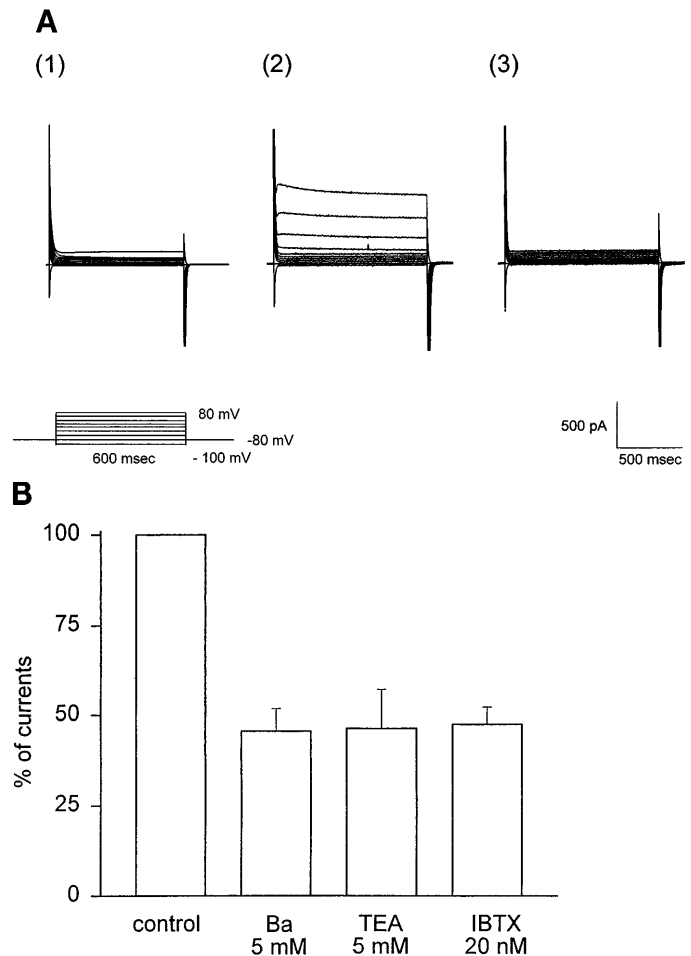 A
(1) (2) (3)
80 mV
-80 mV
600 msec
- 100 mV
500 pA
500 msec
B
100
75
50
25
0
% of currents
control Ba TEA IBTX
5 mM 5 mM 20 nM